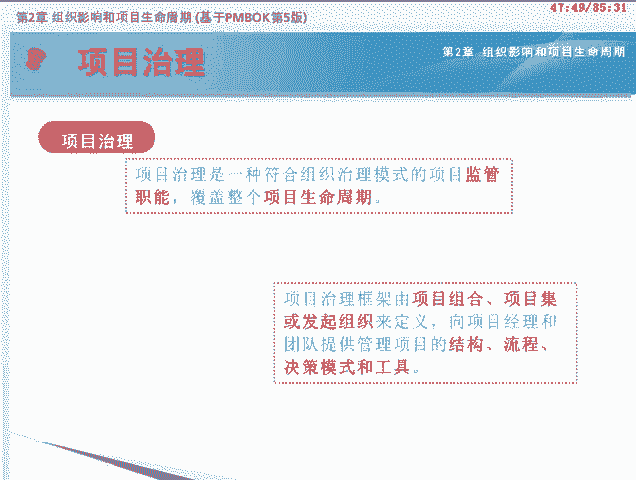 47:49/85:31
第2章 组织影响和项目生命周期 (基于PMBOK第5版)
第2章 组织影响和项目生命周期
项目治理
项目治理
项目治理是一种符合组织治理模式的项目监管
职能，覆盖整个项目生命周期。
项目治理框架由项目组合、项目集
或发起组织来定义，向项目经理和
团队提供管理项目的结构、流程、
决策模式和工具。